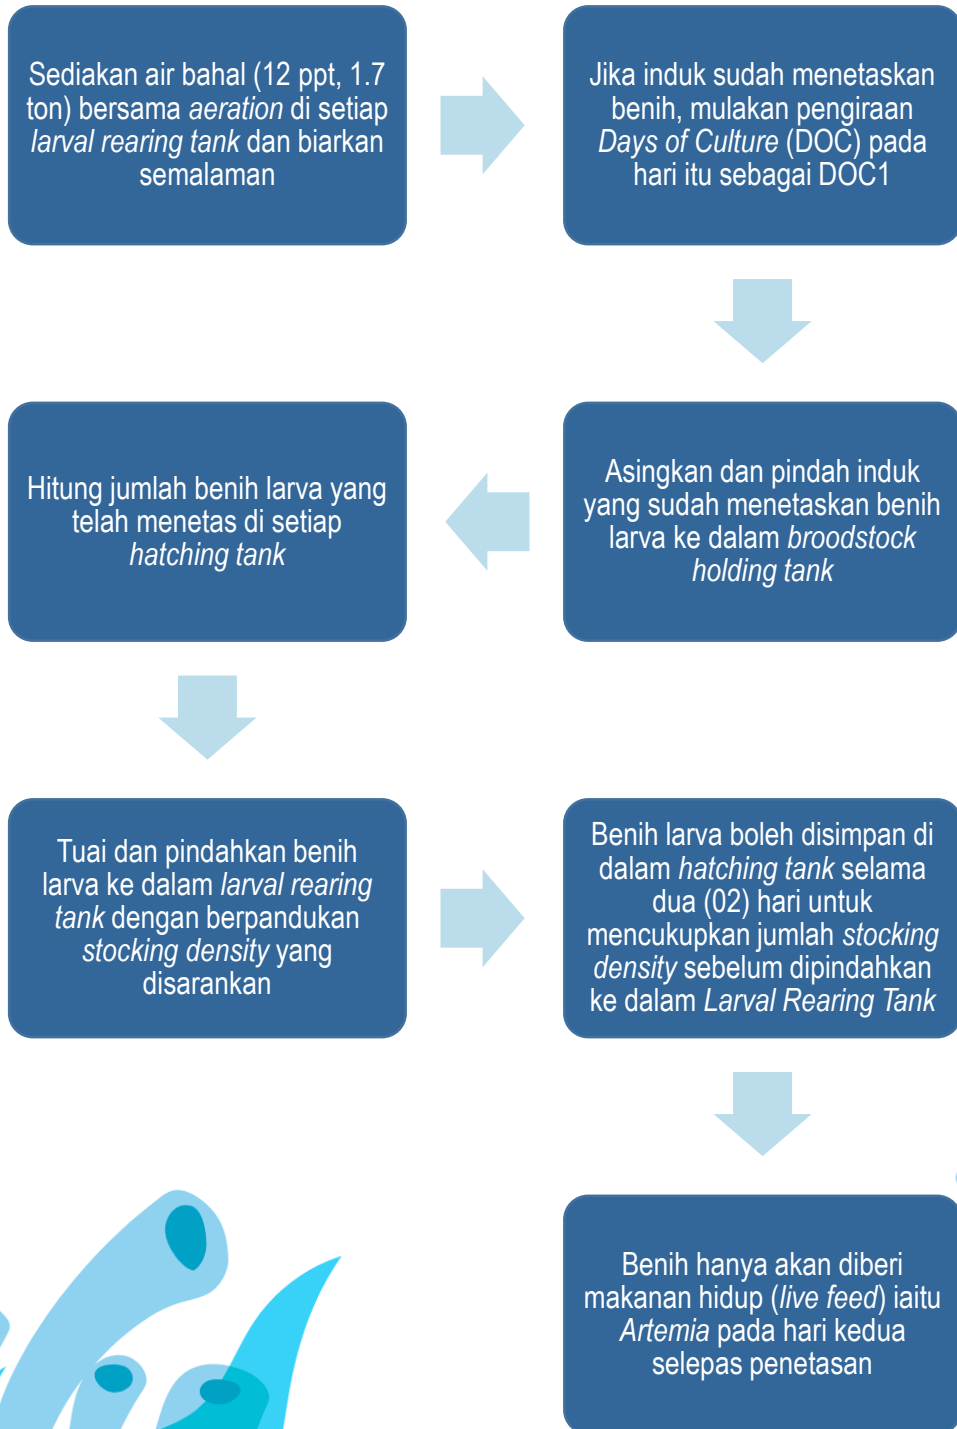 Sediakan air bahal (12 ppt, 1.7
ton) bersama aeration di setiap
larval rearing tank dan biarkan
semalaman
Jika induk sudah menetaskan
benih, mulakan pengiraan
Days of Culture (DOC) pada
hari itu sebagai DOC1
Asingkan dan pindah induk
yang sudah menetaskan benih
larva ke dalam broodstock
holding tank
Hitung jumlah benih larva yang
telah menetas di setiap
hatching tank
Tuai dan pindahkan benih
larva ke dalam larval rearing
tank dengan berpandukan
stocking density yang
disarankan
Benih larva boleh disimpan di
dalam hatching tank selama
dua (02) hari untuk
mencukupkan jumlah stocking
density sebelum dipindahkan
ke dalam Larval Rearing Tank
Benih hanya akan diberi
makanan hidup (live feed) iaitu
Artemia pada hari kedua
selepas penetasan